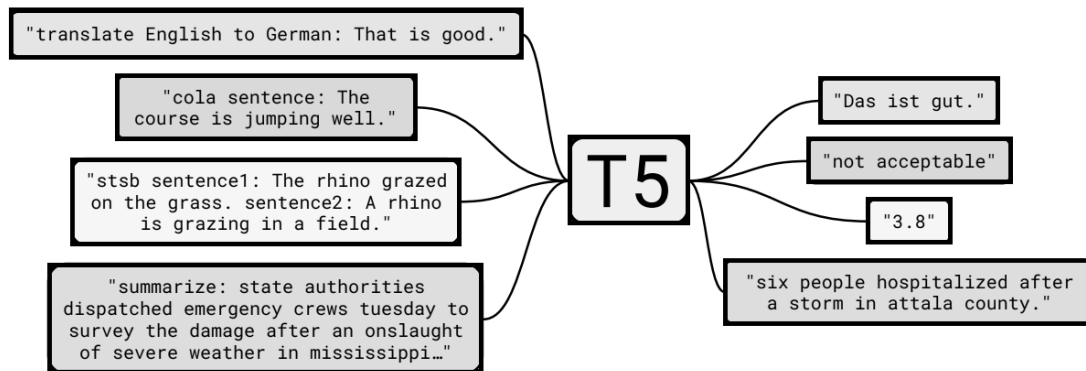 "translate English to German: That is good."
"cola sentence: The
course is jumping well."
"stsb sentence1: The rhino grazed
on the grass. sentence2: A rhino
is grazing in a field."
"summarize: state authorities
dispatched emergency crews tuesday to
survey the damage after an onslaught
of severe weather in mississippi…"
T5
"Das ist gut."
"not acceptable"
"3.8"
"six people hospitalized after
a storm in attala county."